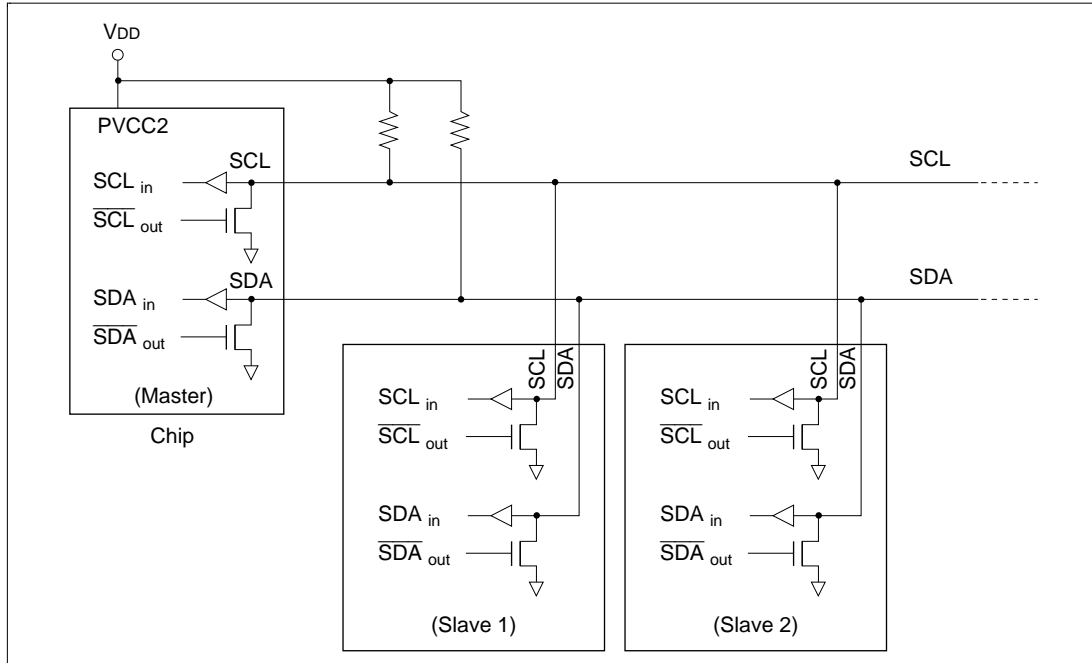 VDD
PVCC2
SCL
SCL in
SCL out
SDA
SDA in
SDA out
(Master)
Chip
SCL
SDA
SCL
SDA
SCL in
SCL out
SDA in
SDA out
(Slave 1)
SCL
SDA
SCL in
SCL out
SDA in
SDA out
(Slave 2)